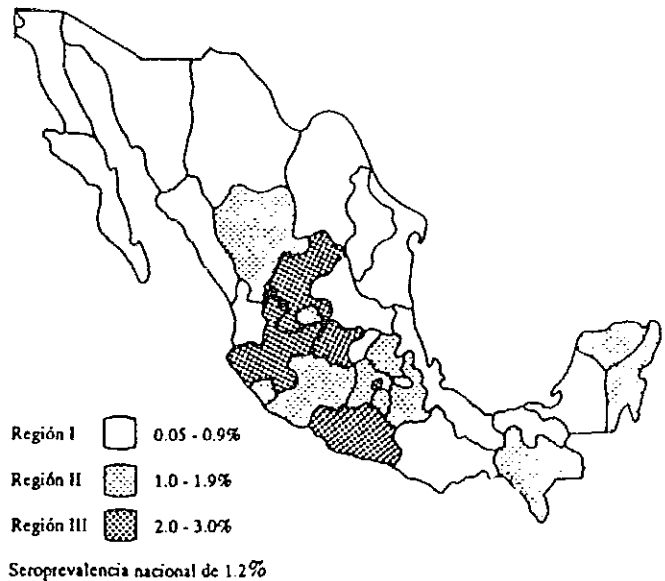 Región I 0.05 - 0.9%
Región II 1.0 - 1.9%
Región III 2.0 - 3.0%
Seroprevalencia nacional de 1.2%